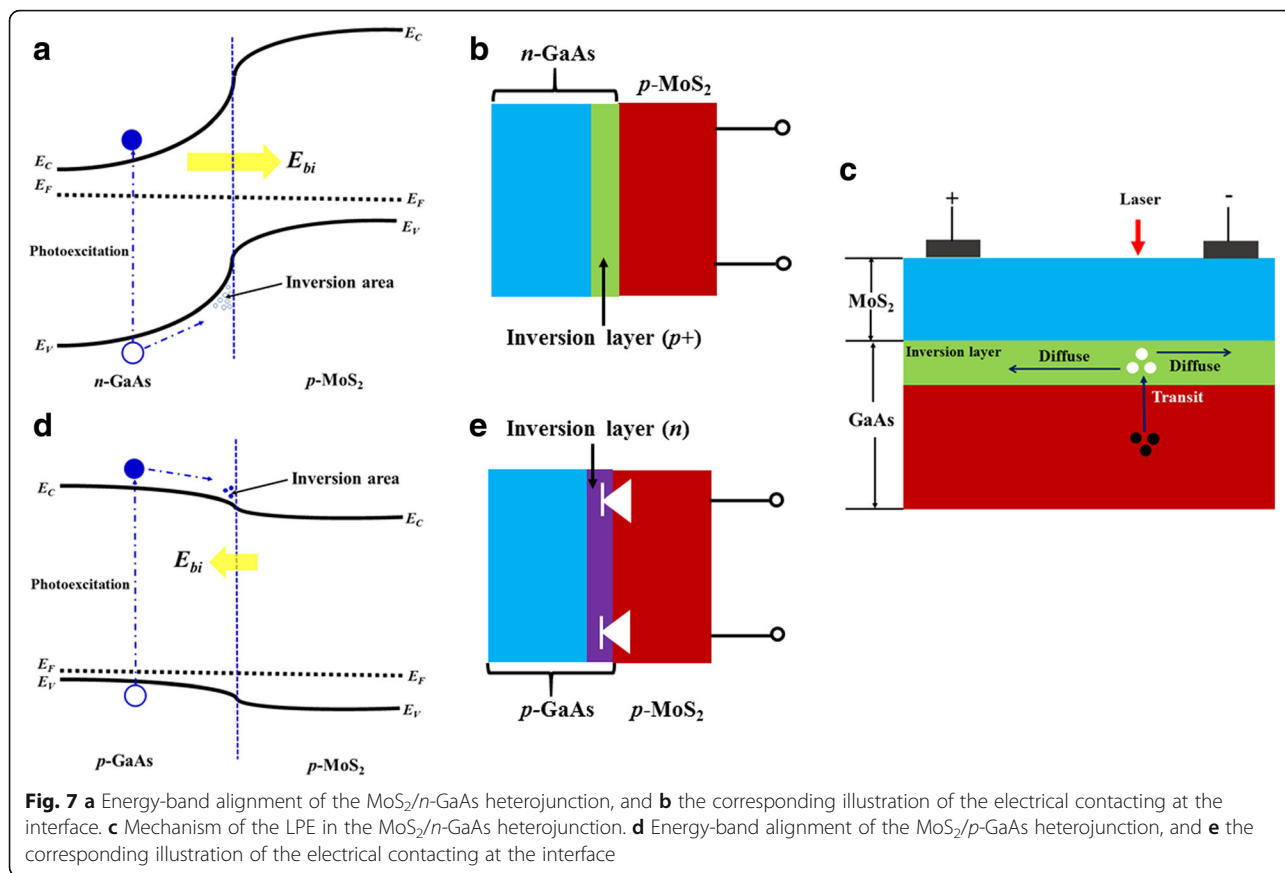 a
E_C
E_C
E_bi
E_F
E_F
E_V
Photoexcitation
Inversion area
E_V
n-GaAs
p-MoS₂
b
n-GaAs
p-MoS₂
Inversion layer (p+)
c
+
Laser
-
MoS₂
Inversion layer
Diffuse
Diffuse
Transit
GaAs
d
Inversion area
E_C
E_C
E_bi
Photoexcitation
E_F
E_F
E_V
E_V
p-GaAs
p-MoS₂
e
Inversion layer (n)
p-GaAs
p-MoS₂
Fig. 7 a Energy-band alignment of the MoS₂/n-GaAs heterojunction, and b the corresponding illustration of the electrical contacting at the
interface. c Mechanism of the LPE in the MoS₂/n-GaAs heterojunction. d Energy-band alignment of the MoS₂/p-GaAs heterojunction, and e the
corresponding illustration of the electrical contacting at the interface